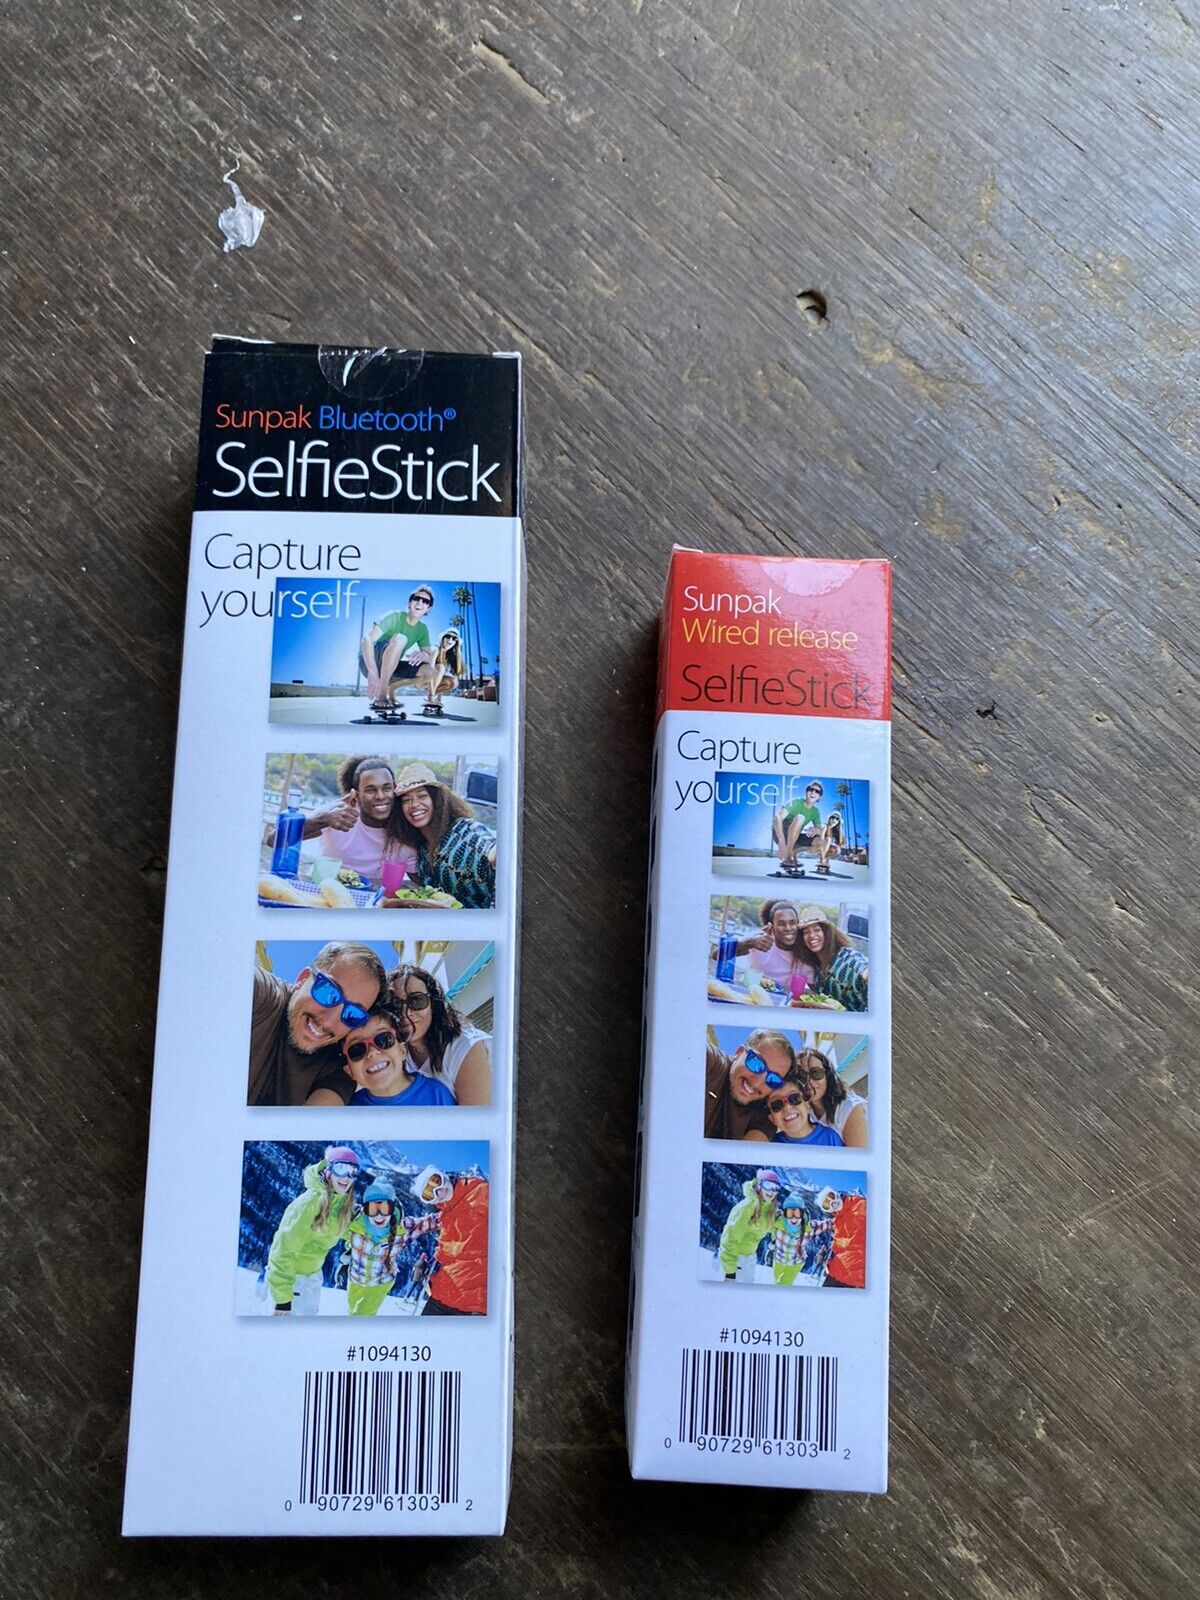 Sunpak Bluetooth®
SelfieStick
Capture
yourself
#1094130
0 90729 61303 2
Sunpak
Wired release
SelfieStick
Capture
yourself
#1094130
0 90729 61303 2